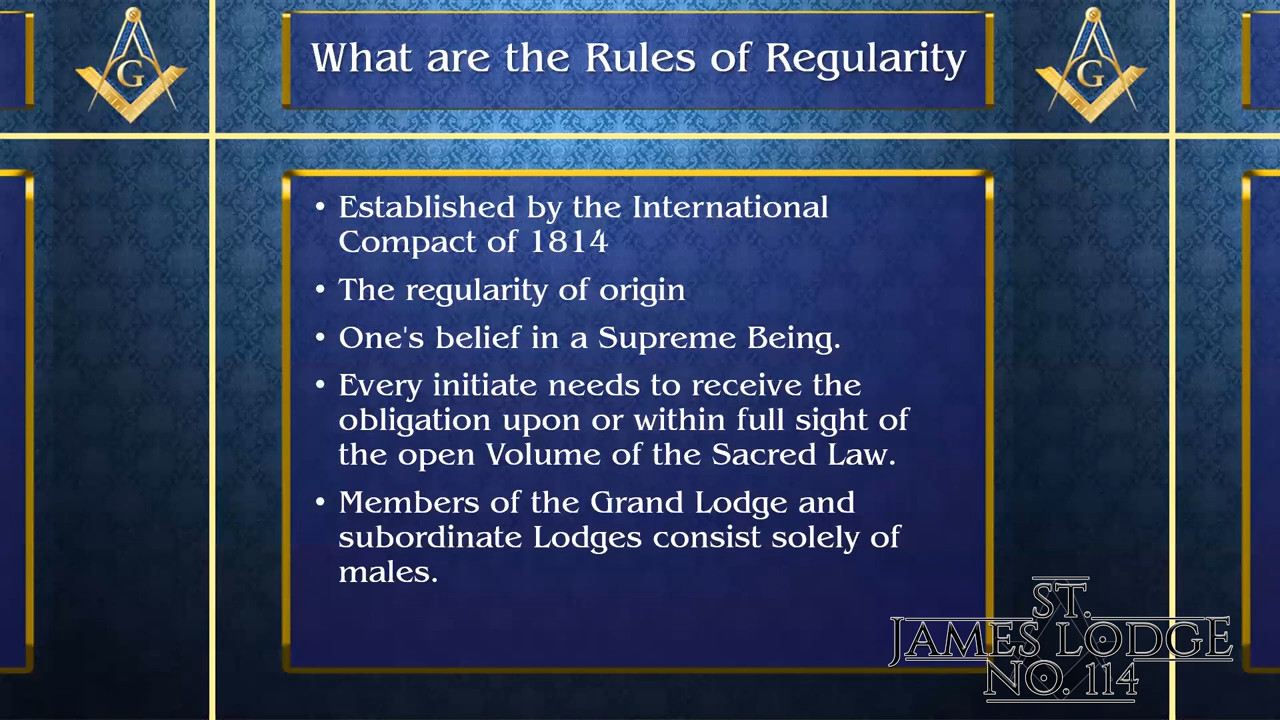 G
What are the Rules of Regularity
G
• Established by the International
Compact of 1814
• The regularity of origin
• One's belief in a Supreme Being.
• Every initiate needs to receive the
obligation upon or within full sight of
the open Volume of the Sacred Law.
• Members of the Grand Lodge and
subordinate Lodges consist solely of
males.
ST.
JAMES LODGE
NO. 114